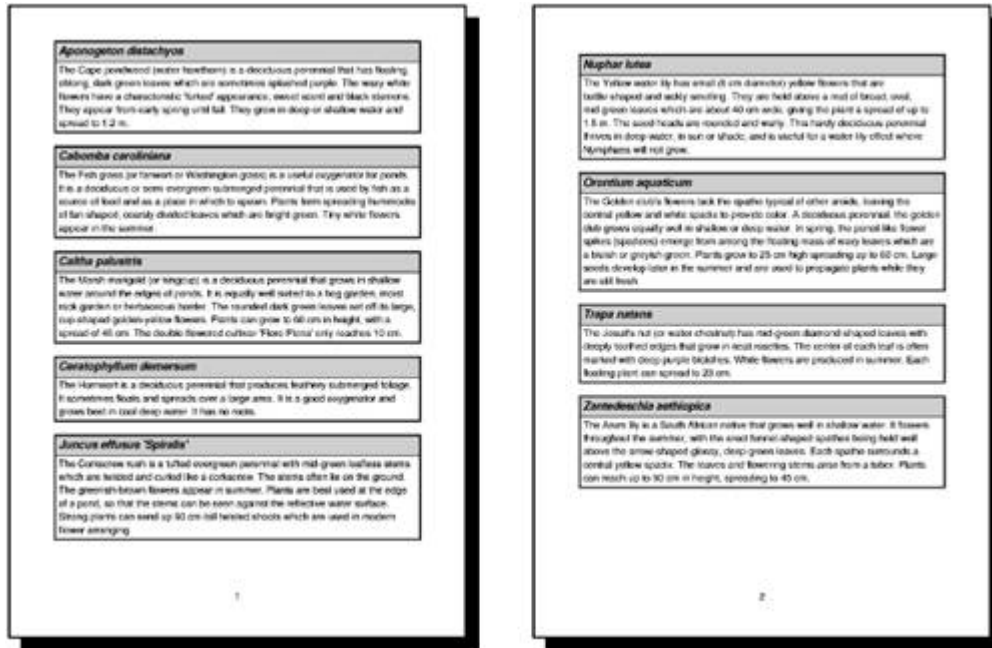 Aponogeton distachyos
The Cape pondweed (water hawthorn) is a deciduous perennial that has floating,
oblong, dark green leaves which are sometimes splashed purple. The waxy white
flowers have a characteristic 'forked' appearance, sweet scent and black stamens.
They appear from early spring until fall. They grow in deep or shallow water and
spread to 1.2 m.
Cabomba caroliniana
The Fish grass (or fanwort or Washington grass) is a useful oxygenator for ponds.
It is a deciduous or semi evergreen submerged perennial that is used by fish as a
source of food and as a place in which to spawn. Plants form spreading hummocks
of fan shaped, coarsly divided leaves which are bright green. Tiny white flowers
appear in the summer.
Caltha palustris
The Marsh marigold (or kingcup) is a deciduous perennial that grows in shallow
water around the edges of ponds. It is equally well suited to a bog garden, moist
rock garden or herbaceous border. The rounded dark green leaves set off its large,
cup-shaped golden-yellow flowers. Plants can grow to 60 cm in height, with a
spread of 45 cm. The double flowered cultivar 'Flore Plena' only reaches 10 cm.
Ceratophyllum demersum
The Hornwort is a deciduous perennial that produces feathery submerged foliage.
It sometimes floats and spreads over a large area. It is a good oxygenator and
grows best in cool deep water. It has no roots.
Juncus effusus 'Spiralis'
The Corkscrew rush is a tufted evergreen perennial with mid-green leafless stems
which are twisted and curled like a corkscrew. The stems often lie on the ground.
The greenish-brown flowers appear in summer. Plants are best used at the edge
of a pond, so that the stems can be seen against the reflective water surface.
Strong plants can send up 90 cm-tall twisted shoots which are used in modern
flower arranging.
1
Nuphar lutea
The Yellow water lily has small (6 cm diameter) yellow flowers that are
bottle-shaped and sickly smelling. They are held above a mat of broad, oval,
mid green leaves which are about 40 cm wide, giving the plant a spread of up to
1.5 m. The seed heads are rounded and warty. This hardy deciduous perennial
thrives in deep water, in sun or shade, and is useful for a water lily effect where
Nymphaea will not grow.
Orontium aquaticum
The Golden club's flowers lack the spathe typical of other aroids, leaving the
central yellow and white spadix to provide color. A deciduous perennial, the golden
club grows equally well in shallow or deep water. In spring, the pencil like flower
spikes (spadices) emerge from among the floating mass of waxy leaves which are
a bluish or greyish green. Plants grow to 25 cm high spreading up to 60 cm. Large
seeds develop later in the summer and are used to propagate plants while they
are still fresh.
Trapa natans
The Jesuit's nut (or water chestnut) has mid-green diamond-shaped leaves with
deeply toothed edges that grow in neat rosettes. The center of each leaf is often
marked with deep purple blotches. White flowers are produced in summer. Each
floating plant can spread to 23 cm.
Zantedeschia aethiopica
The Arum lily is a South African native that grows well in shallow water. It flowers
throughout the summer, with the erect funnel-shaped spathes being held well
above the arrow-shaped glossy, deep green leaves. Each spathe surrounds a
central yellow spadix. The leaves and flowering stems arise from a tuber. Plants
can reach up to 90 cm in height, spreading to 45 cm.
2